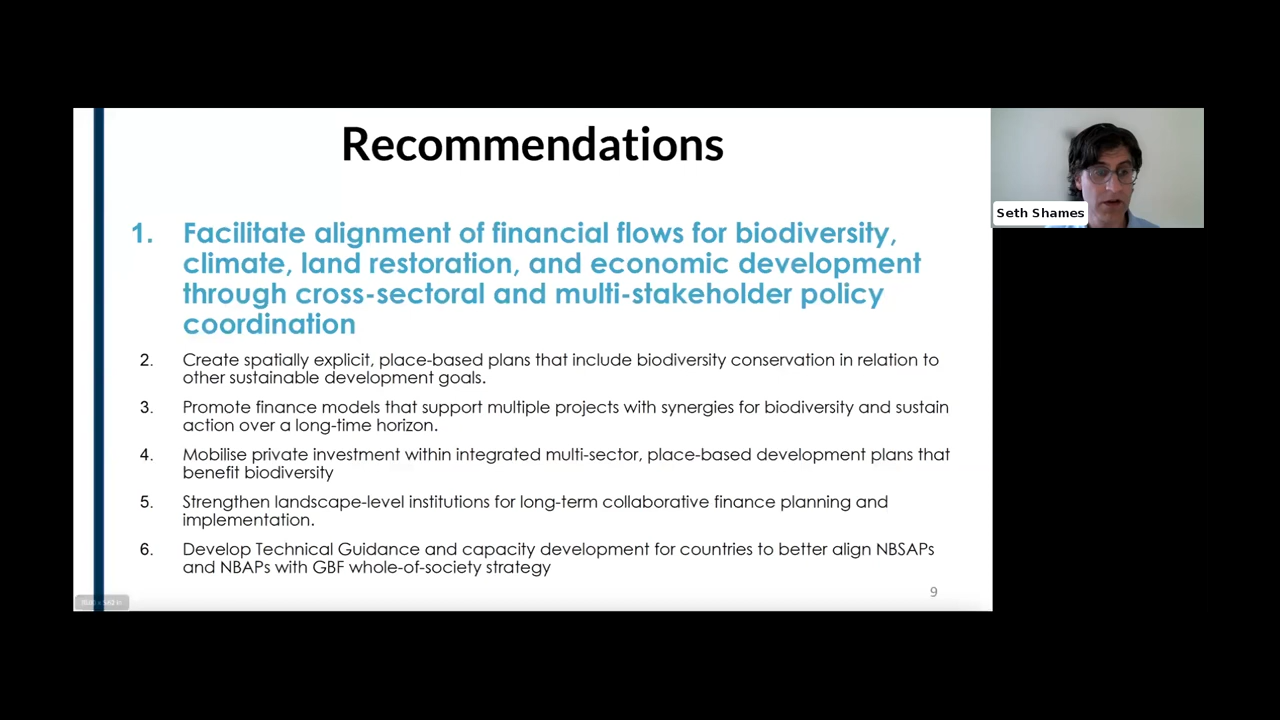 Recommendations
1. Facilitate alignment of financial flows for biodiversity,
climate, land restoration, and economic development
through cross-sectoral and multi-stakeholder policy
coordination
2. Create spatially explicit, place-based plans that include biodiversity conservation in relation to
other sustainable development goals.
3. Promote finance models that support multiple projects with synergies for biodiversity and sustain
action over a long-time horizon.
4. Mobilise private investment within integrated multi-sector, place-based development plans that
benefit biodiversity
5. Strengthen landscape-level institutions for long-term collaborative finance planning and
implementation.
6. Develop Technical Guidance and capacity development for countries to better align NBSAPs
and NBAPs with GBF whole-of-society strategy
9
Seth Shames